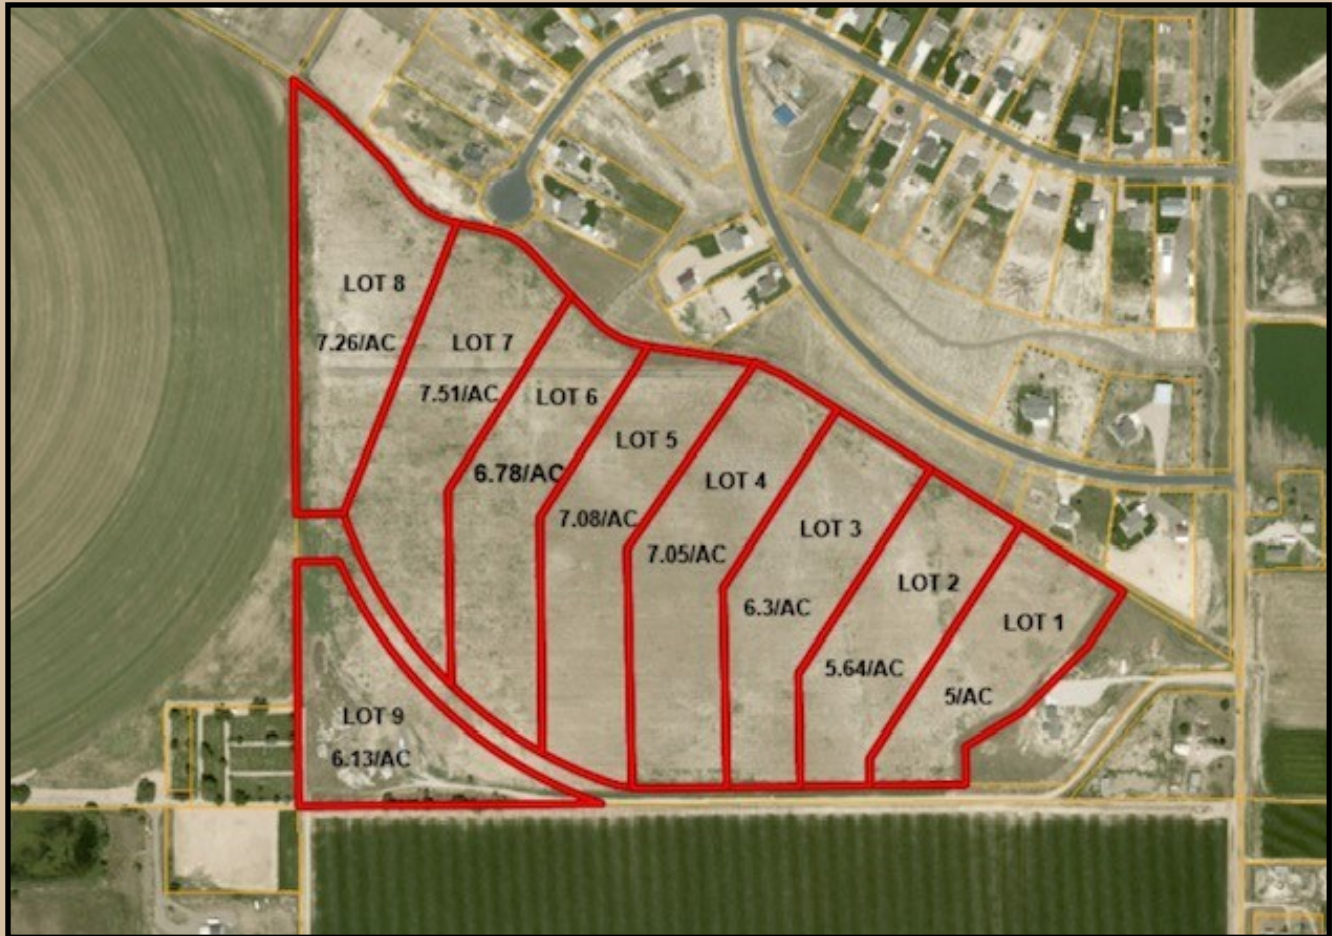 LOT 8
7.26/AC
LOT 7
7.51/AC
LOT 6
6.78/AC
LOT 5
7.08/AC
LOT 4
7.05/AC
LOT 3
6.3/AC
LOT 2
5.64/AC
LOT 1
5/AC
LOT 9
6.13/AC